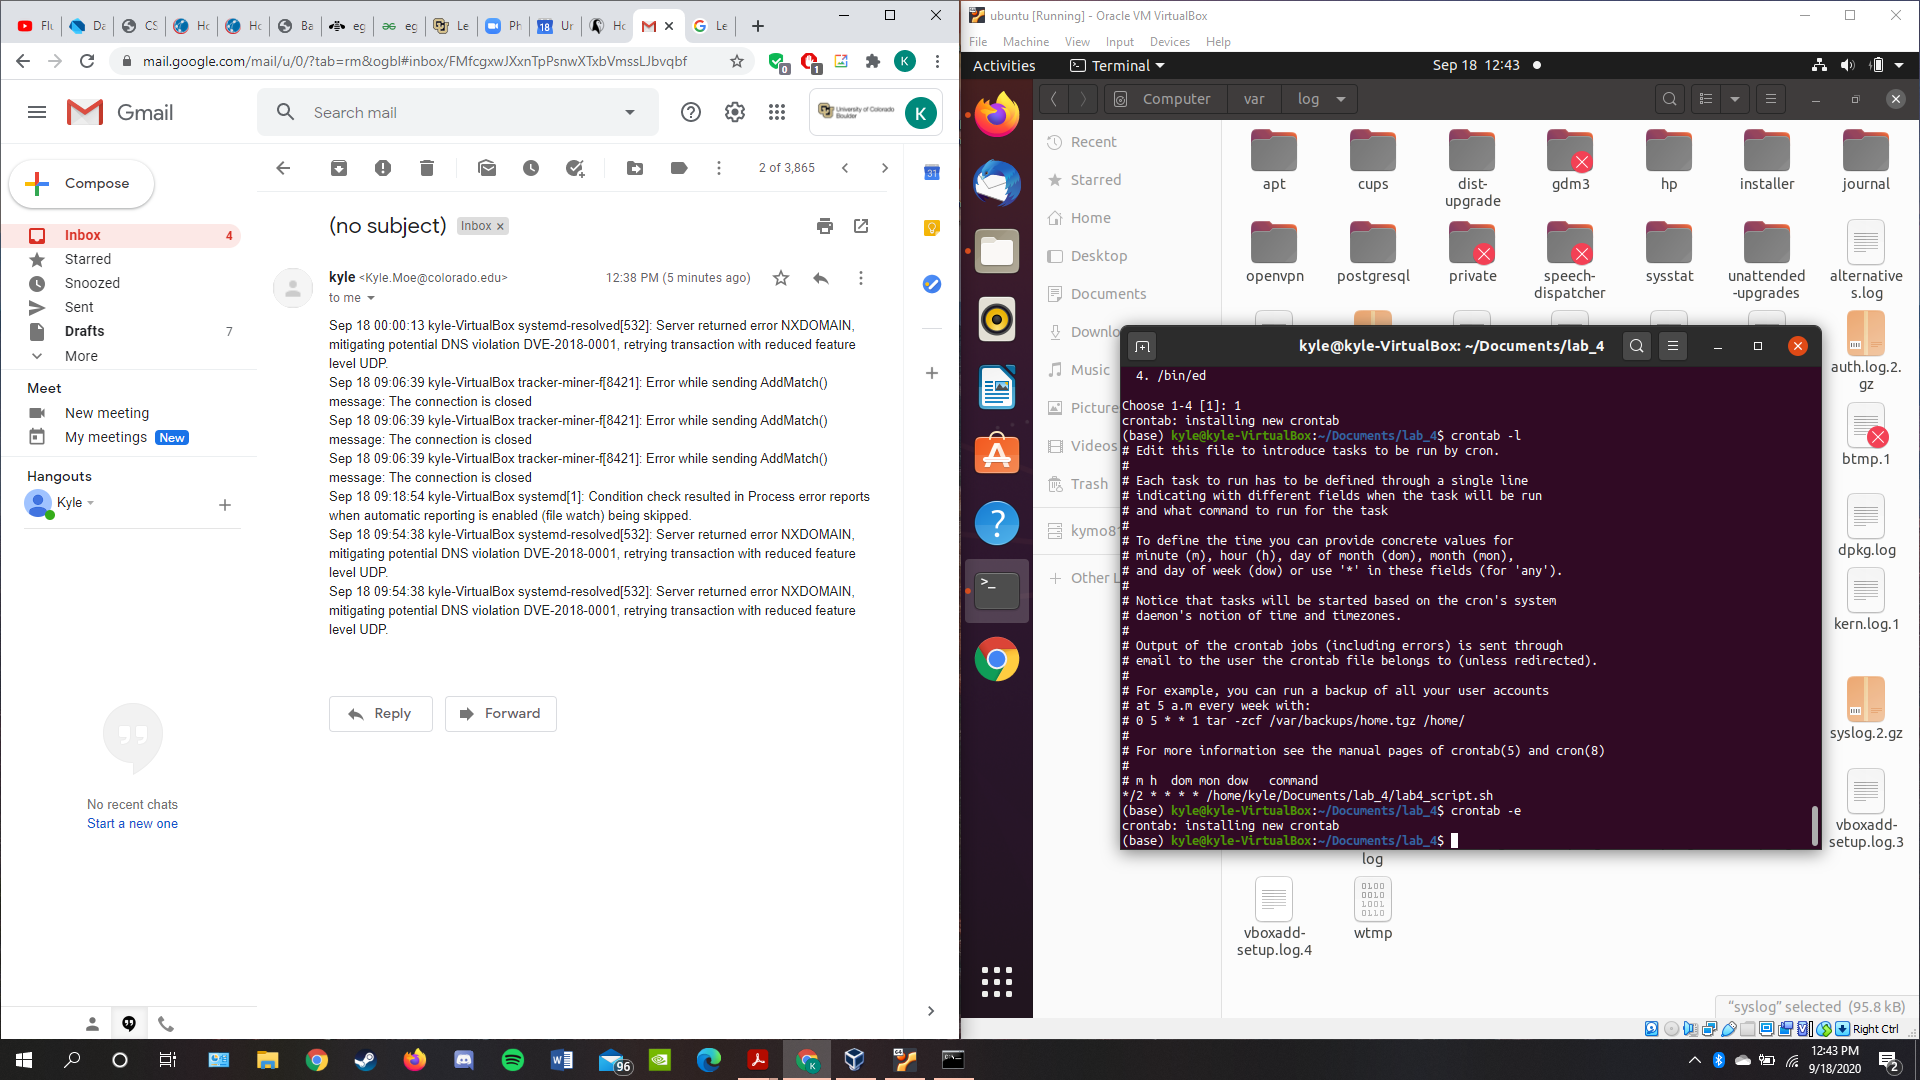 Flu
Da
CS
Ho
Ho
Ba
eg
eg
Le
Ph
Ur
Ho
Le
mail.google.com/mail/u/0/?tab=rm&ogbl#inbox/FMfcgxwJXxnTpPsnwXTxbVmssLJbvqbf
Gmail
Search mail
University of Colorado
Boulder
K
Compose
2 of 3,865
Inbox 4
Starred
Snoozed
Sent
Drafts 7
More
Meet
New meeting
My meetings New
Hangouts
Kyle
No recent chats
Start a new one
(no subject) Inbox ×
kyle <Kyle.Moe@colorado.edu> 12:38 PM (5 minutes ago)
to me
Sep 18 00:00:13 kyle-VirtualBox systemd-resolved[532]: Server returned error NXDOMAIN,
mitigating potential DNS violation DVE-2018-0001, retrying transaction with reduced feature
level UDP.
Sep 18 09:06:39 kyle-VirtualBox tracker-miner-f[8421]: Error while sending AddMatch()
message: The connection is closed
Sep 18 09:06:39 kyle-VirtualBox tracker-miner-f[8421]: Error while sending AddMatch()
message: The connection is closed
Sep 18 09:06:39 kyle-VirtualBox tracker-miner-f[8421]: Error while sending AddMatch()
message: The connection is closed
Sep 18 09:18:54 kyle-VirtualBox systemd[1]: Condition check resulted in Process error reports
when automatic reporting is enabled (file watch) being skipped.
Sep 18 09:54:38 kyle-VirtualBox systemd-resolved[532]: Server returned error NXDOMAIN,
mitigating potential DNS violation DVE-2018-0001, retrying transaction with reduced feature
level UDP.
Sep 18 09:54:38 kyle-VirtualBox systemd-resolved[532]: Server returned error NXDOMAIN,
mitigating potential DNS violation DVE-2018-0001, retrying transaction with reduced feature
level UDP.
Reply
Forward
ubuntu [Running] - Oracle VM VirtualBox
File Machine View Input Devices Help
Activities Terminal Sep 18 12:43
Computer var log
Recent
Starred
Home
Desktop
Documents
Downlo
Music
Picture
Videos
Trash
kymo8
Other L
apt
cups
dist-
upgrade
gdm3
hp
installer
journal
openvpn
postgresql
private
speech-
dispatcher
sysstat
unattended
-upgrades
alternative
s.log
auth.log.2.
gz
btmp.1
dpkg.log
kern.log.1
syslog.2.gz
vboxadd-
setup.log.3
kyle@kyle-VirtualBox: ~/Documents/lab_4
4. /bin/ed
Choose 1-4 [1]: 1
crontab: installing new crontab
(base) kyle@kyle-VirtualBox:~/Documents/lab_4$ crontab -l
# Edit this file to introduce tasks to be run by cron.
#
# Each task to run has to be defined through a single line
# indicating with different fields when the task will be run
# and what command to run for the task
#
# To define the time you can provide concrete values for
# minute (m), hour (h), day of month (dom), month (mon),
# and day of week (dow) or use '*' in these fields (for 'any').
#
# Notice that tasks will be started based on the cron's system
# daemon's notion of time and timezones.
#
# Output of the crontab jobs (including errors) is sent through
# email to the user the crontab file belongs to (unless redirected).
#
# For example, you can run a backup of all your user accounts
# at 5 a.m every week with:
# 0 5 * * 1 tar -zcf /var/backups/home.tgz /home/
#
# For more information see the manual pages of crontab(5) and cron(8)
#
# m h  dom mon dow   command
*/2 * * * * /home/kyle/Documents/lab_4/lab4_script.sh
(base) kyle@kyle-VirtualBox:~/Documents/lab_4$ crontab -e
crontab: installing new crontab
(base) kyle@kyle-VirtualBox:~/Documents/lab_4$
log
vboxadd-
setup.log.4
wtmp
"syslog" selected (95.8 kB)
Right Ctrl
96
12:43 PM
9/18/2020
2